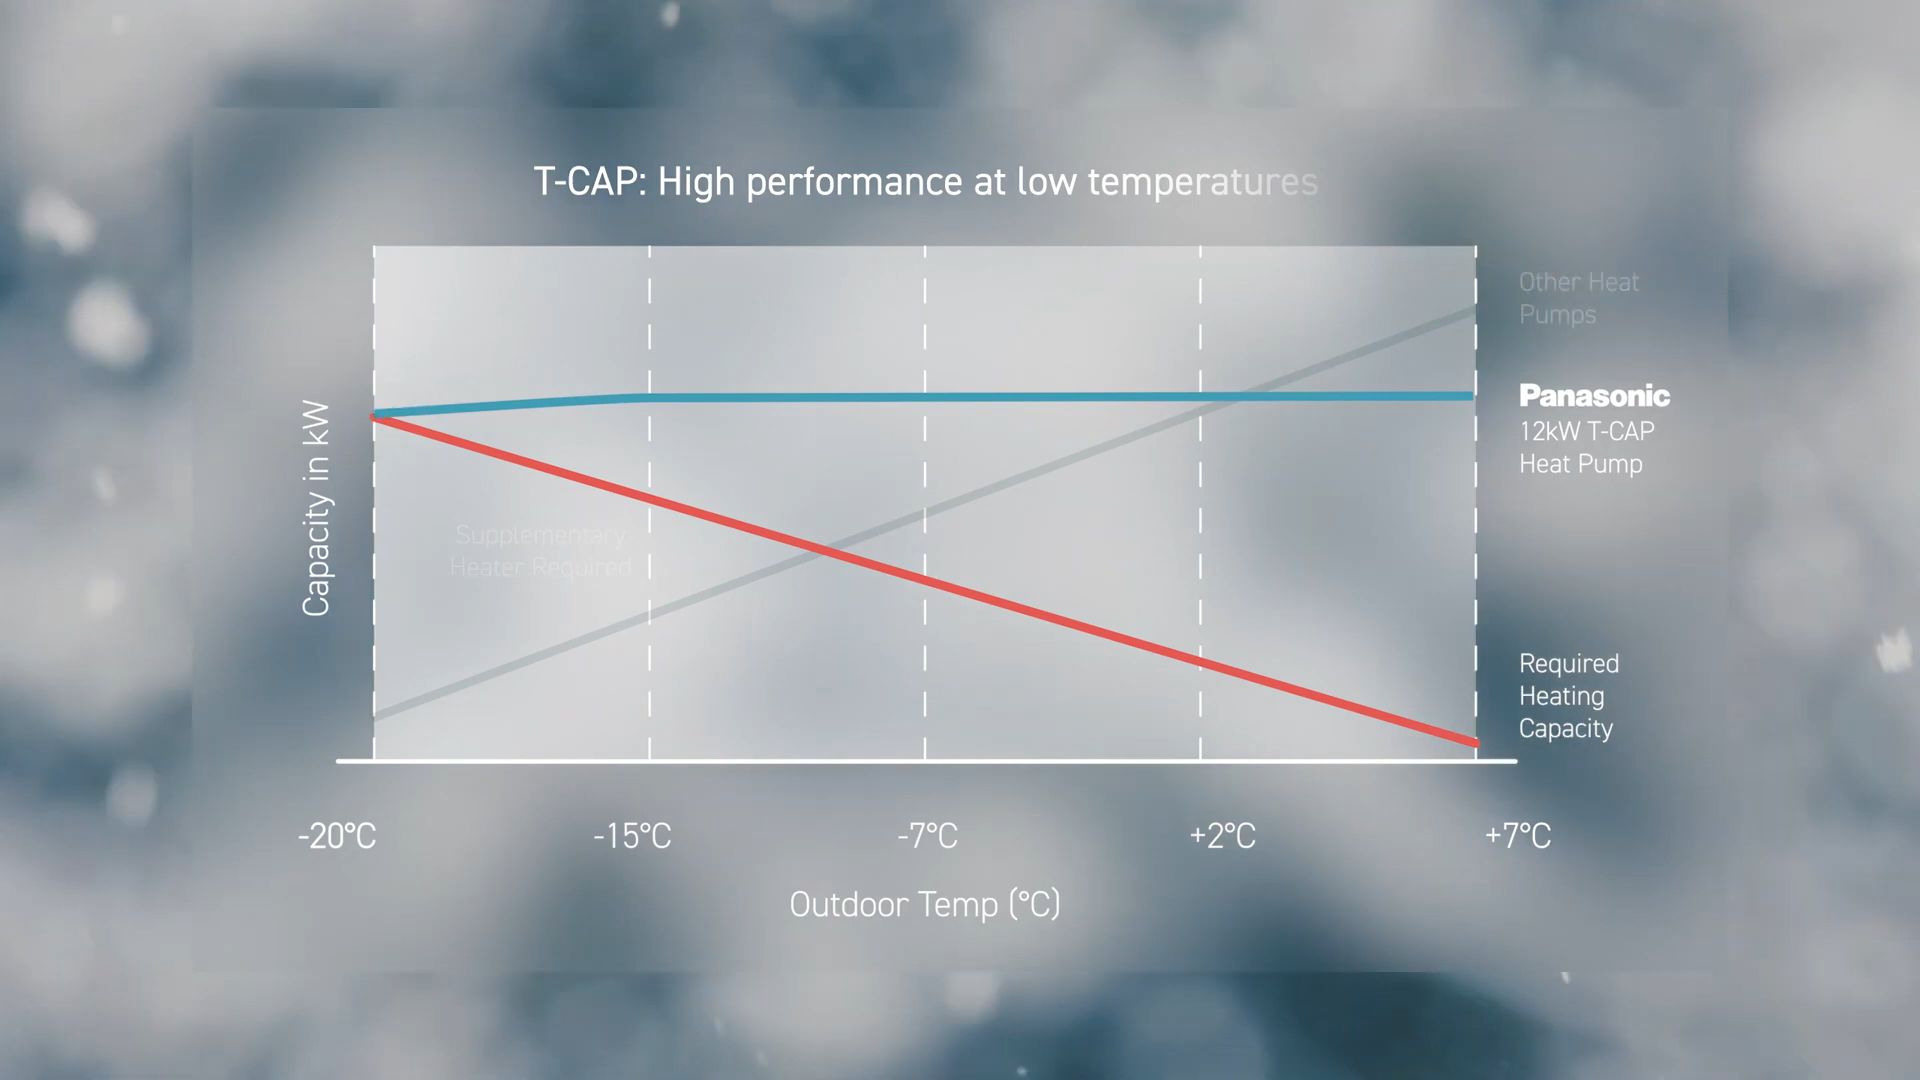 T-CAP: High performance at low temperatures
Other Heat
Pumps
Panasonic
12kW T-CAP
Heat Pump
Capacity in kW
Supplementary
Heater Required
Required
Heating
Capacity
-20°C
-15°C
-7°C
+2°C
+7°C
Outdoor Temp (°C)